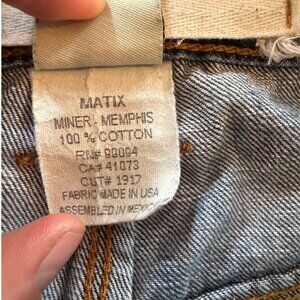 MATIX
MINER - MEMPHIS
100 % COTTON
RN# 98094
CA# 41073
CUT# 1917
FABRIC MADE IN USA
ASSEMBLED IN MEXICO